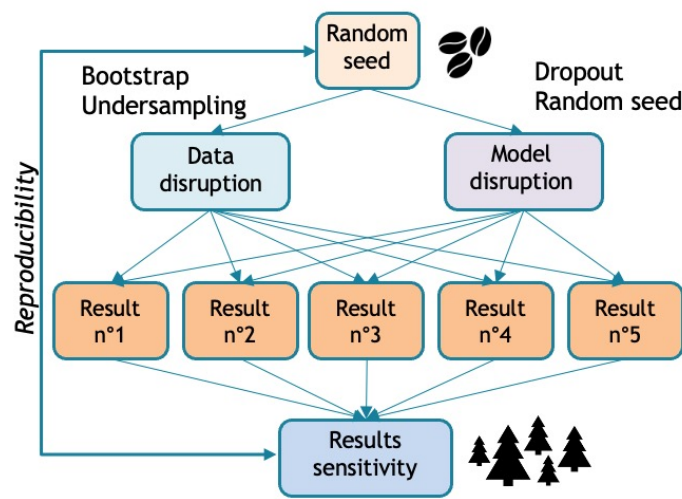 Random
seed
Bootstrap
Undersampling
Dropout
Random seed
Data
disruption
Model
disruption
Reproducibility
Result
n°1
Result
n°2
Result
n°3
Result
n°4
Result
n°5
Results
sensitivity